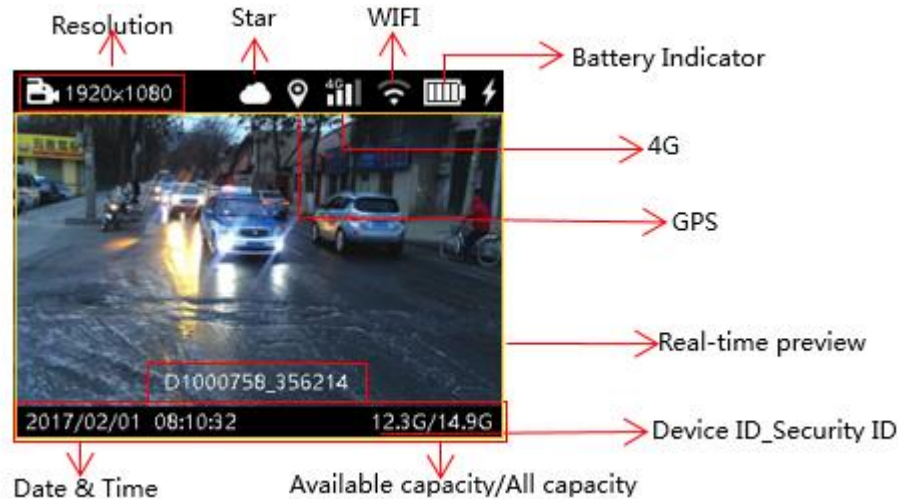 Resolution
Star
WIFI
Battery Indicator
1920x1080
4G
4G
GPS
Real-time preview
D1000758_356214
2017/02/01 08:10:32
12.3G/14.9G
Device ID_Security ID
Date & Time
Available capacity/All capacity